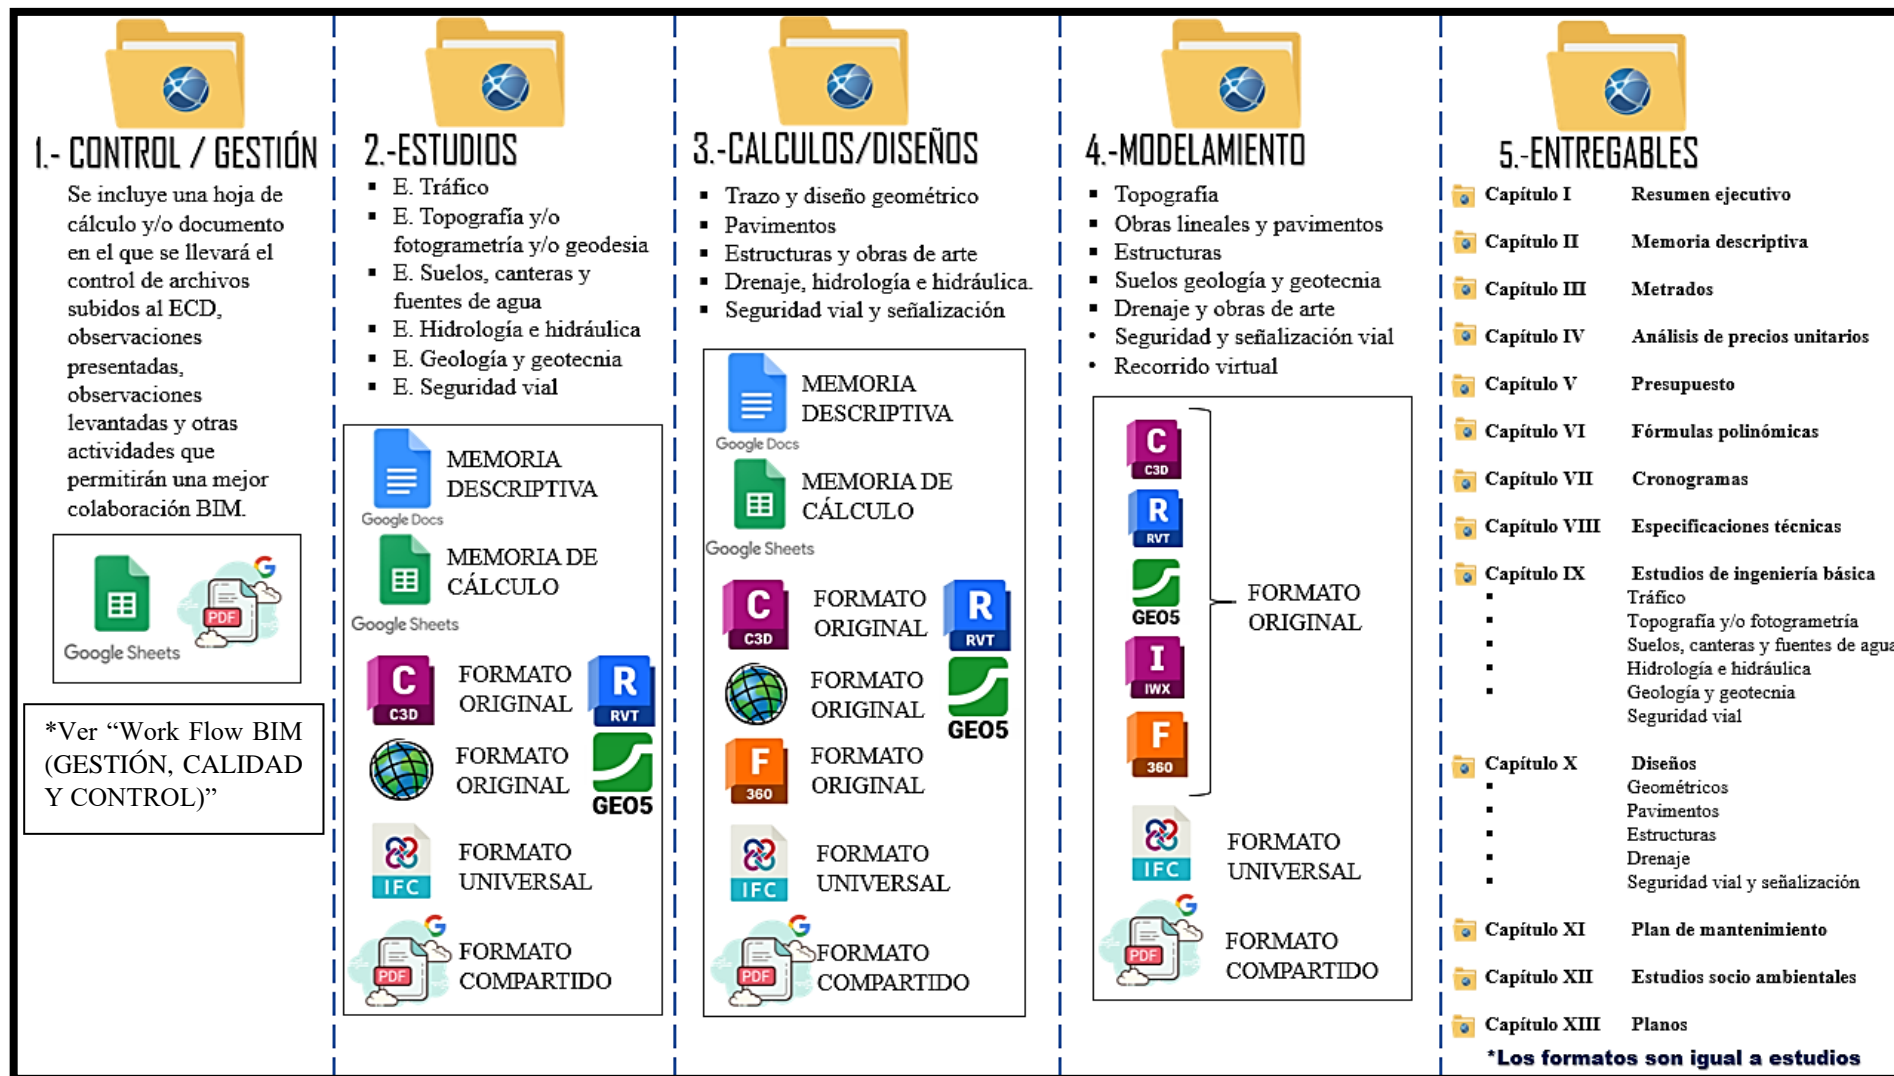 1.- CONTROL / GESTIÓN
Se incluye una hoja de
cálculo y/o documento
en el que se llevará el
control de archivos
subidos al ECD,
observaciones
presentadas,
observaciones
levantadas y otras
actividades que
permitirán una mejor
colaboración BIM.
Google Sheets
PDF
G
*Ver “Work Flow BIM
(GESTIÓN, CALIDAD
Y CONTROL)”
2.-ESTUDIOS
▪ E. Tráfico
▪ E. Topografía y/o
fotogrametría y/o geodesia
▪ E. Suelos, canteras y
fuentes de agua
▪ E. Hidrología e hidráulica
▪ E. Geología y geotecnia
▪ E. Seguridad vial
Google Docs
MEMORIA
DESCRIPTIVA
Google Sheets
MEMORIA DE
CÁLCULO
C
C3D
FORMATO
ORIGINAL
R
RVT
FORMATO
ORIGINAL
GEO5
IFC
FORMATO
UNIVERSAL
G
PDF
FORMATO
COMPARTIDO
3.-CALCULOS/DISEÑOS
▪ Trazo y diseño geométrico
▪ Pavimentos
▪ Estructuras y obras de arte
▪ Drenaje, hidrología e hidráulica.
▪ Seguridad vial y señalización
Google Docs
MEMORIA
DESCRIPTIVA
Google Sheets
MEMORIA DE
CÁLCULO
C
C3D
FORMATO
ORIGINAL
R
RVT
FORMATO
ORIGINAL
GEO5
F
360
FORMATO
ORIGINAL
IFC
FORMATO
UNIVERSAL
G
PDF
FORMATO
COMPARTIDO
4.-MODELAMIENTO
▪ Topografía
▪ Obras lineales y pavimentos
▪ Estructuras
▪ Suelos geología y geotecnia
▪ Drenaje y obras de arte
• Seguridad y señalización vial
• Recorrido virtual
C
C3D
R
RVT
GEO5
I
IWX
F
360
FORMATO
ORIGINAL
IFC
FORMATO
UNIVERSAL
G
PDF
FORMATO
COMPARTIDO
5.-ENTREGABLES
Capítulo I Resumen ejecutivo
Capítulo II Memoria descriptiva
Capítulo III Metrados
Capítulo IV Análisis de precios unitarios
Capítulo V Presupuesto
Capítulo VI Fórmulas polinómicas
Capítulo VII Cronogramas
Capítulo VIII Especificaciones técnicas
Capítulo IX Estudios de ingeniería básica
▪ Tráfico
▪ Topografía y/o fotogrametría
▪ Suelos, canteras y fuentes de agua
▪ Hidrología e hidráulica
▪ Geología y geotecnia
Seguridad vial
Capítulo X Diseños
▪ Geométricos
▪ Pavimentos
▪ Estructuras
▪ Drenaje
▪ Seguridad vial y señalización
Capítulo XI Plan de mantenimiento
Capítulo XII Estudios socio ambientales
Capítulo XIII Planos
*Los formatos son igual a estudios